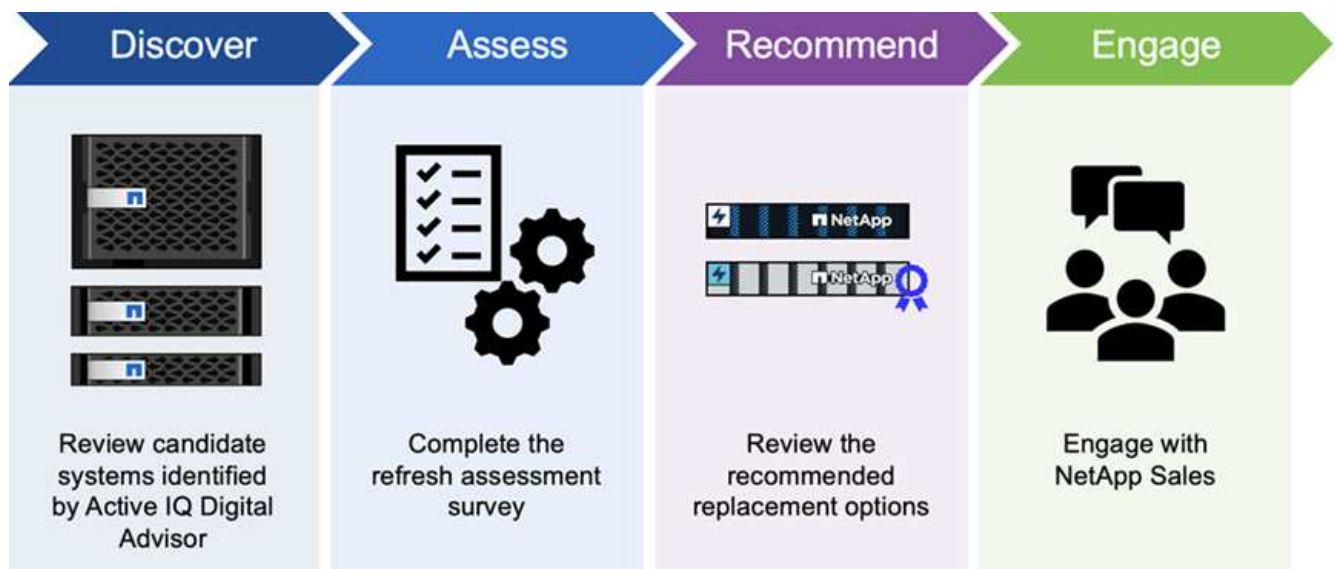 Discover
Assess
Recommend
Engage
NetApp
NetApp
Review candidate
systems identified
by Active IQ Digital
Advisor
Complete the
refresh assessment
survey
Review the
recommended
replacement options
Engage with
NetApp Sales